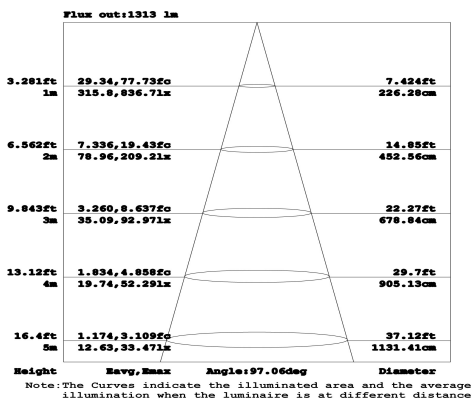 Flux out:1313 lm
3.281ft 29.34,77.73fc 7.424ft
1m 315.8,836.7lx 226.28cm
6.562ft 7.336,19.43fc 14.85ft
2m 78.96,209.2lx 452.56cm
9.843ft 3.260,8.637fc 22.27ft
3m 35.09,92.97lx 678.84cm
13.12ft 1.834,4.858fc 29.7ft
4m 19.74,52.29lx 905.13cm
16.4ft 1.174,3.109fc 37.12ft
5m 12.63,33.47lx 1131.41cm
Height Eavg,Emax Angle:97.06deg Diameter
Note:The Curves indicate the illuminated area and the average
illumination when the luminaire is at different distance